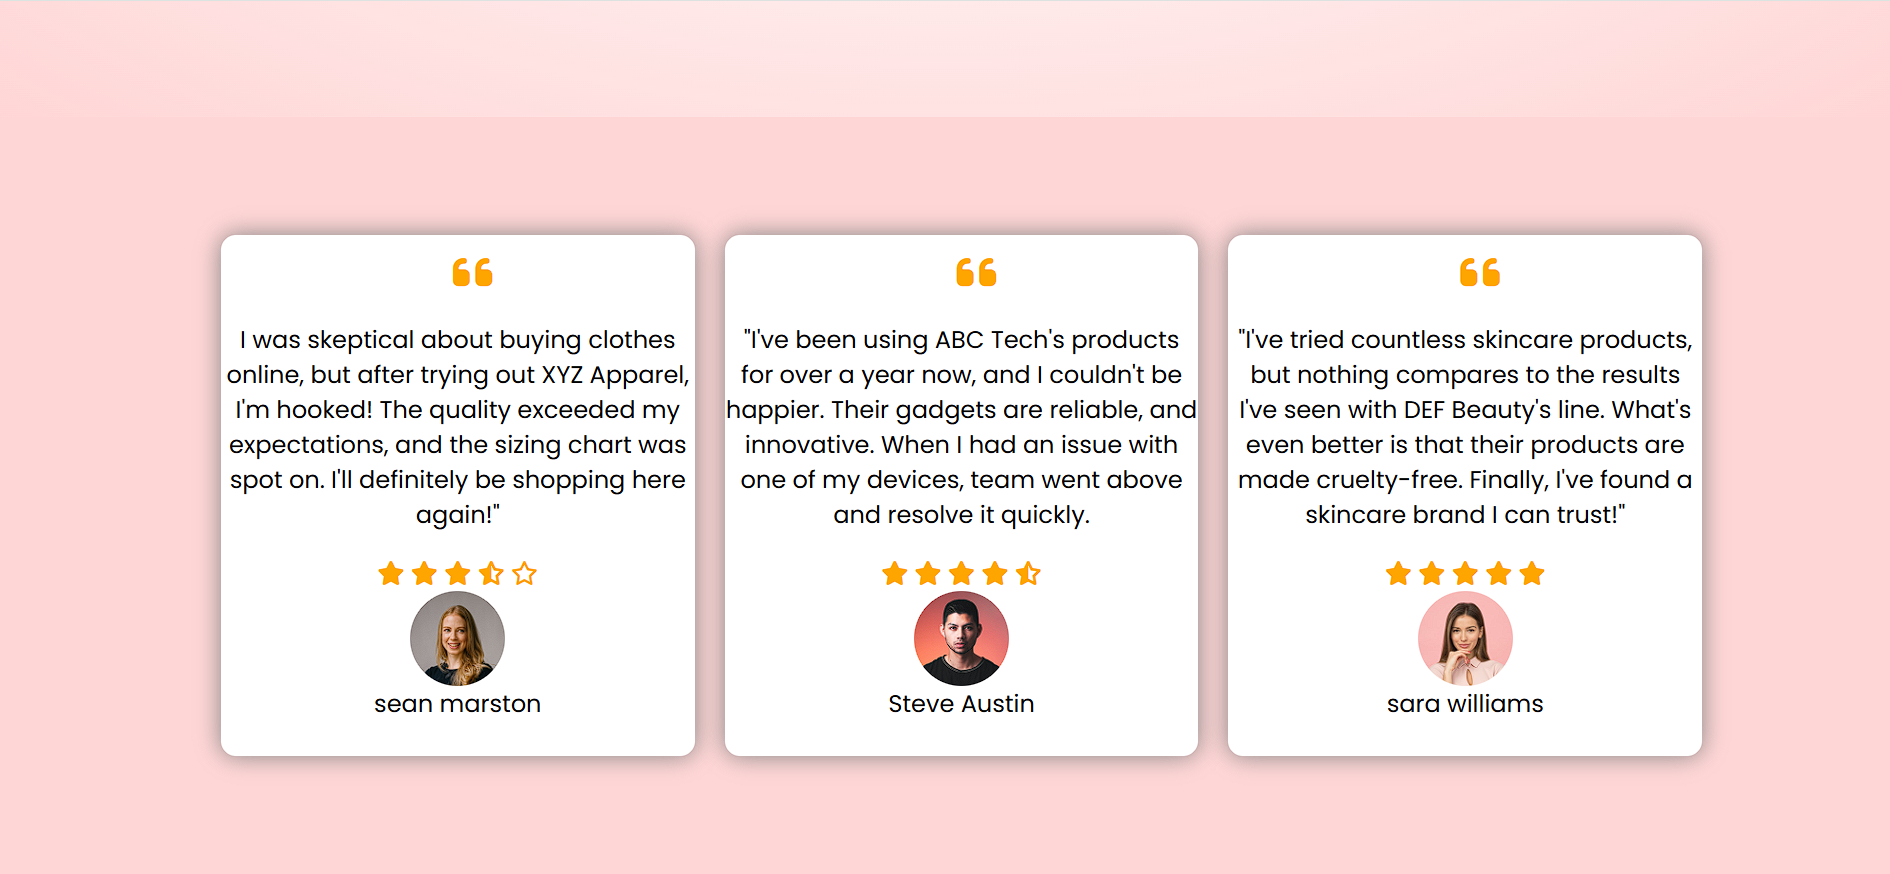 I was skeptical about buying clothes
online, but after trying out XYZ Apparel,
I'm hooked! The quality exceeded my
expectations, and the sizing chart was
spot on. I'll definitely be shopping here
again!"
sean marston
"I've been using ABC Tech's products
for over a year now, and I couldn't be
happier. Their gadgets are reliable, and
innovative. When I had an issue with
one of my devices, team went above
and resolve it quickly.
Steve Austin
"I've tried countless skincare products,
but nothing compares to the results
I've seen with DEF Beauty's line. What's
even better is that their products are
made cruelty-free. Finally, I've found a
skincare brand I can trust!"
sara williams